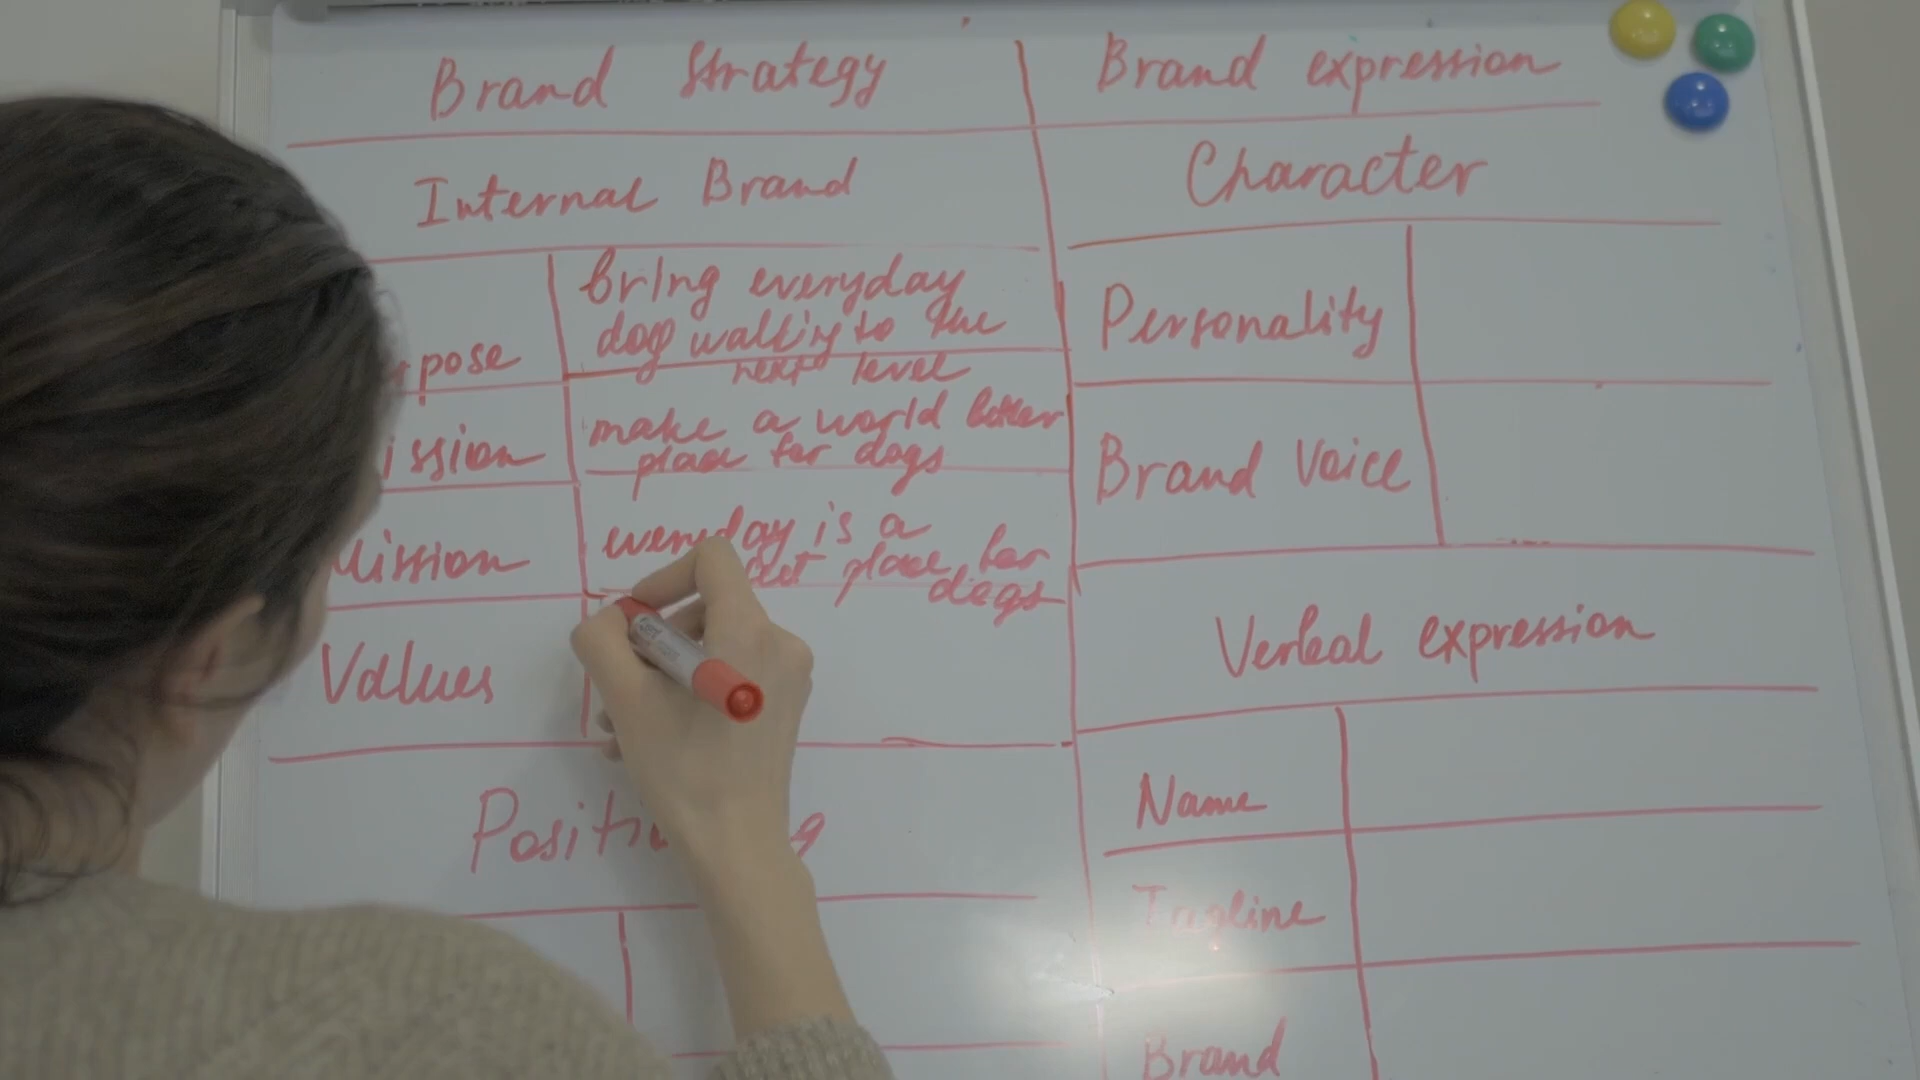 Brand Strategy
Internal Brand
pose
bring everyday
dog walking to the
next level
ission
make a world better
place for dogs
ission
everyday is a
place for
dogs
Values
Positi g
Brand expression
Character
Personality
Brand Voice
Verbal expression
Name
Tagline
Brand